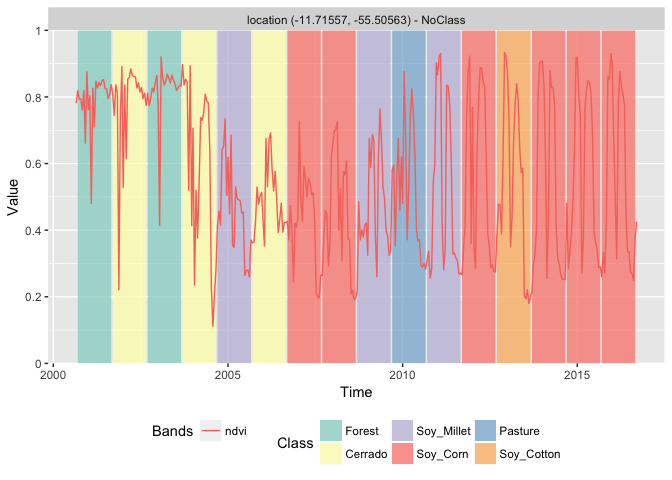 location (-11.71557, -55.50563) - NoClass
Value
1
0.8
0.6
0.4
0.2
0
2000 2005 2010 2015
Time
Bands ndvi
Class
Forest Soy_Millet Pasture
Cerrado Soy_Corn Soy_Cotton